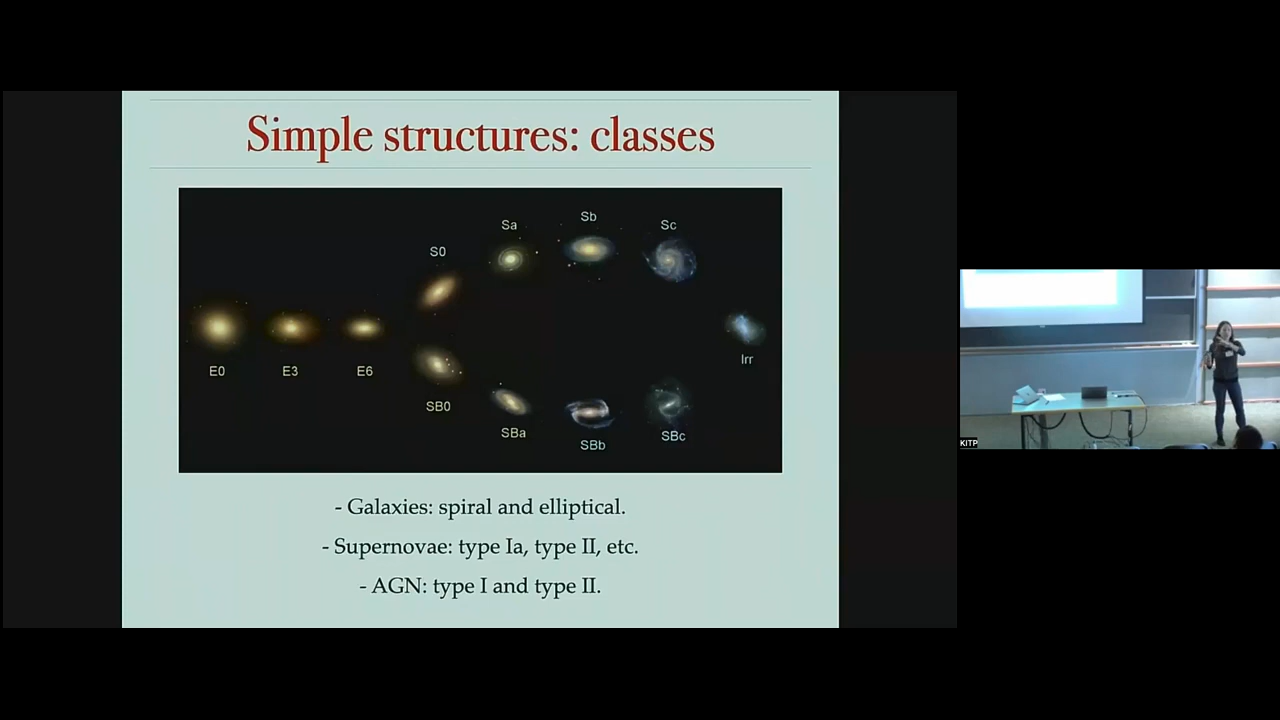 Simple structures: classes
Sa
Sb
Sc
S0
E0
E3
E6
Irr
SB0
SBa
SBb
SBc
- Galaxies: spiral and elliptical.
- Supernovae: type Ia, type II, etc.
- AGN: type I and type II.
KITP